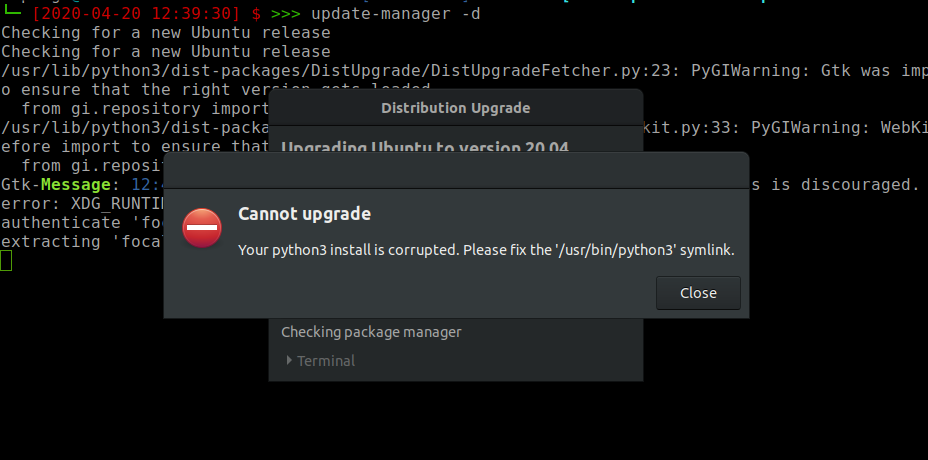 [2020-04-20 12:39:30] $ >>> update-manager -d
Checking for a new Ubuntu release
Checking for a new Ubuntu release
/usr/lib/python3/dist-packages/DistUpgrade/DistUpgradeFetcher.py:23: PyGIWarning: Gtk was imp
o ensure that the right version gets loaded.
from gi.repository import
Distribution Upgrade
/usr/lib/python3/dist-packa
kit.py:33: PyGIWarning: WebKi
efore import to ensure that
Upgrading Ubuntu to version 20.04
from gi.reposi
Gtk-Message: 12:
s is discouraged.
error: XDG_RUNTI
Cannot upgrade
authenticate 'fo
extracting 'foca
Your python3 install is corrupted. Please fix the '/usr/bin/python3' symlink.
Close
Checking package manager
Terminal